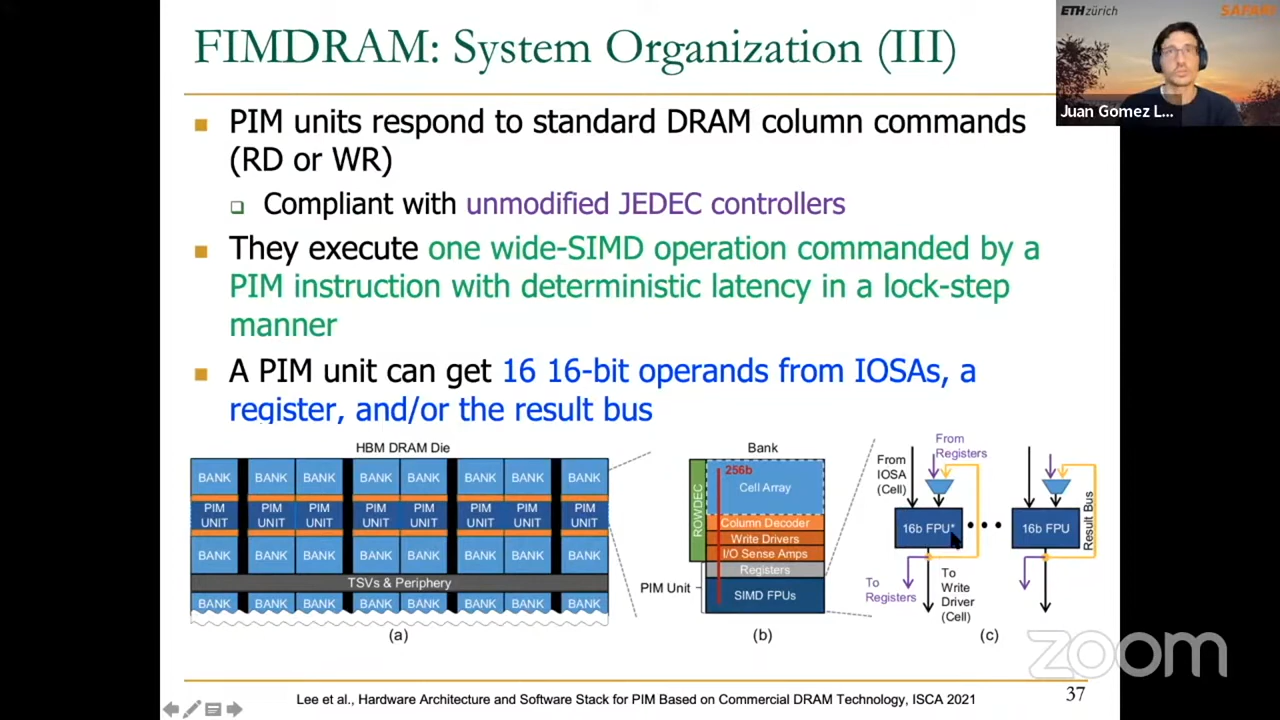 FIMDRAM: System Organization (III)
ETHzürich
SAFARI
Juan Gomez L...
PIM units respond to standard DRAM column commands
(RD or WR)
Compliant with unmodified JEDEC controllers
They execute one wide-SIMD operation commanded by a
PIM instruction with deterministic latency in a lock-step
manner
A PIM unit can get 16 16-bit operands from IOSAs, a
register, and/or the result bus
HBM DRAM Die
BANK BANK BANK BANK BANK BANK BANK BANK
PIM UNIT PIM UNIT PIM UNIT PIM UNIT PIM UNIT PIM UNIT PIM UNIT PIM UNIT
BANK BANK BANK BANK BANK BANK BANK BANK
TSVs & Periphery
BANK BANK BANK BANK BANK BANK BANK BANK
(a)
Bank
ROWDEC
256b
Cell Array
Column Decoder
Write Drivers
I/O Sense Amps
Registers
PIM Unit
SIMD FPUs
(b)
From
Registers
From
IOSA
(Cell)
16b FPU*
16b FPU
Result Bus
To
Registers
To
Write
Driver
(Cell)
(c)
zoom
Lee et al., Hardware Architecture and Software Stack for PIM Based on Commercial DRAM Technology, ISCA 2021
37